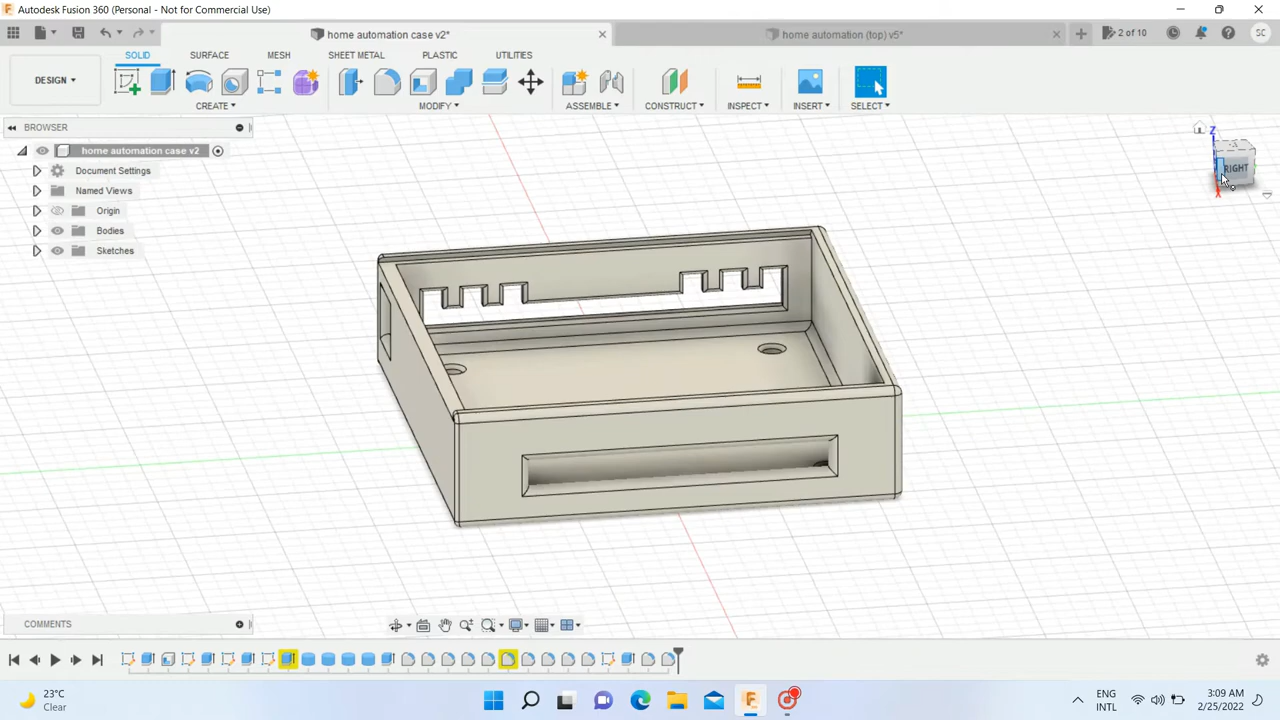 Autodesk Fusion 360 (Personal - Not for Commercial Use)
home automation case v2*
home automation (top) v5*
2 of 10
SC
SOLID
SURFACE
MESH
SHEET METAL
PLASTIC
UTILITIES
DESIGN
CREATE
MODIFY
ASSEMBLE
CONSTRUCT
INSPECT
INSERT
SELECT
BROWSER
home automation case v2
Document Settings
Named Views
Origin
Bodies
Sketches
Z
RIGHT
X
COMMENTS
23°C
Clear
ENG
INTL
3:09 AM
2/25/2022